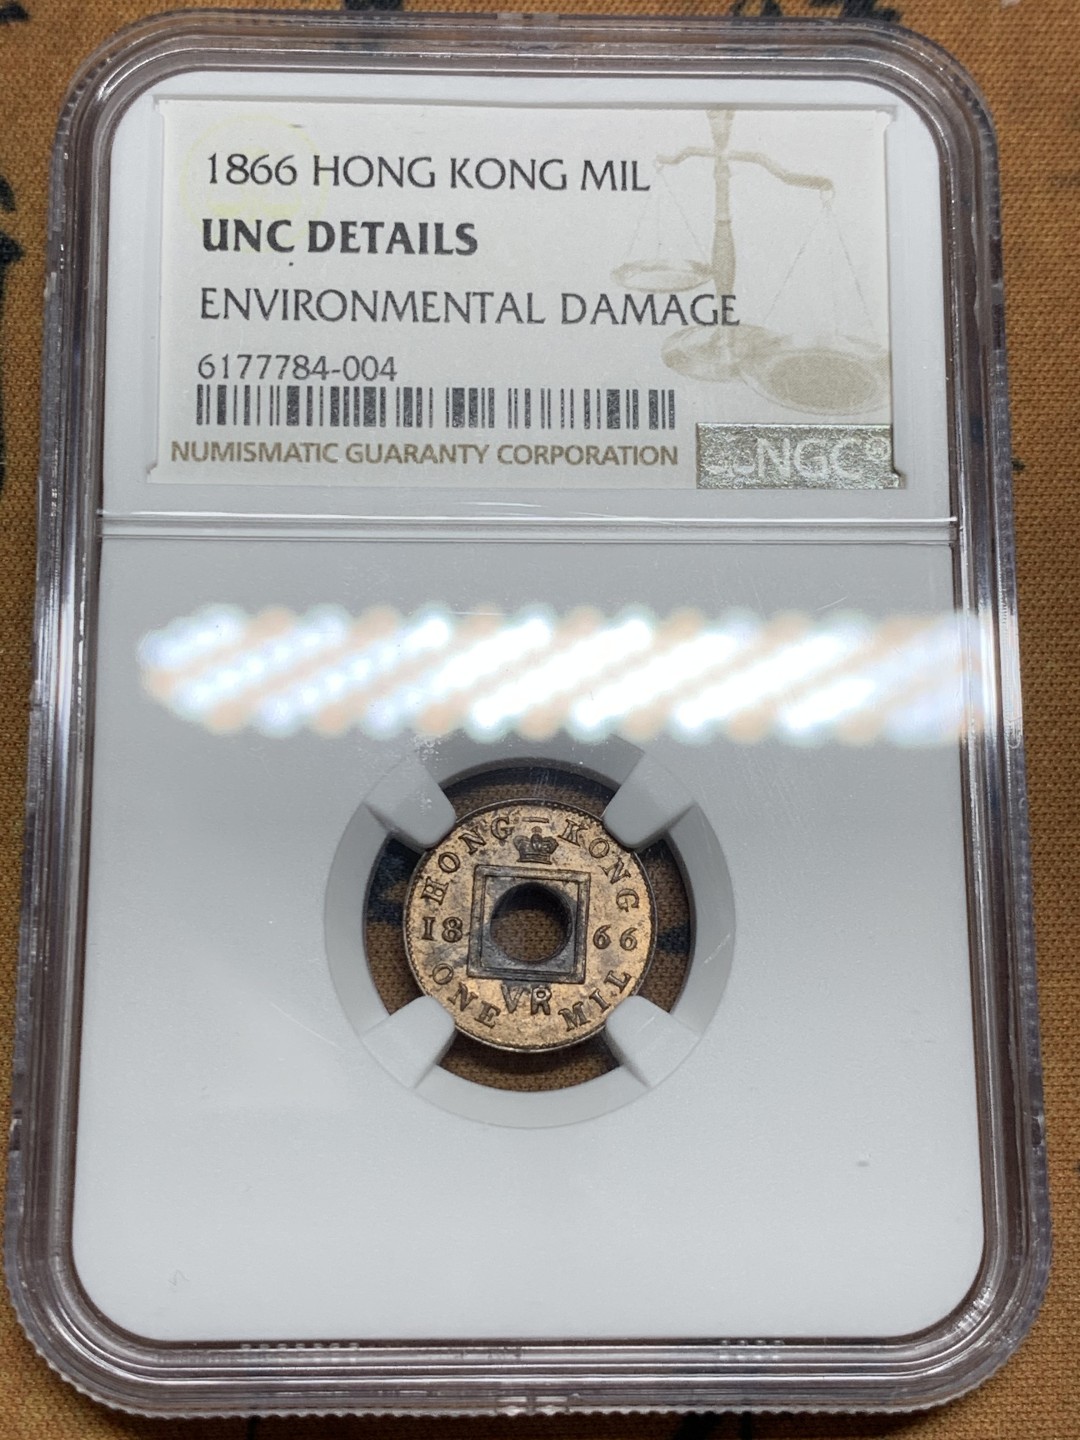 1866 HONG KONG MIL
UNC DETAILS
ENVIRONMENTAL DAMAGE
6177784-004
NUMISMATIC GUARANTY CORPORATION
NGC
HONG-KONG
18 66
VR
ONE MIL